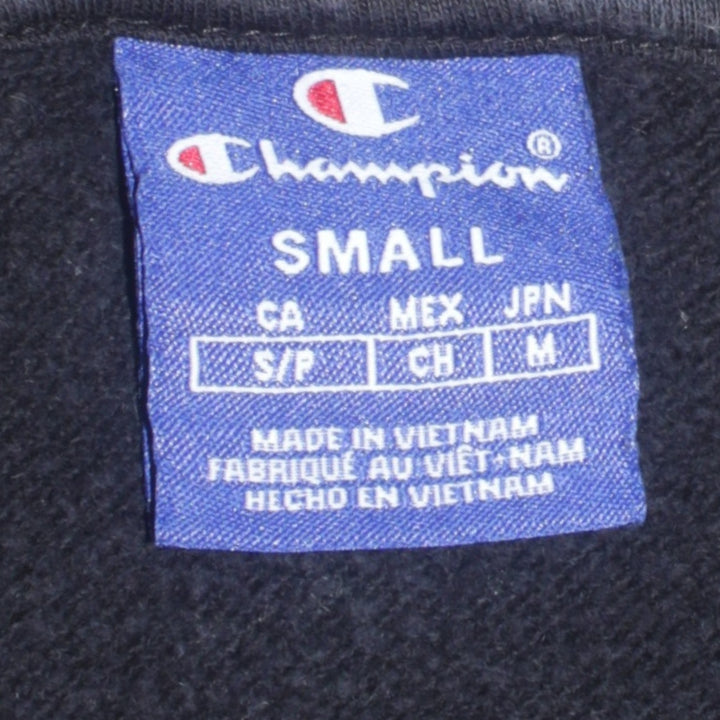 Champion®
SMALL
CA MEX JPN
S/P CH M
MADE IN VIETNAM
FABRIQUÉ AU VIÊT-NAM
HECHO EN VIETNAM